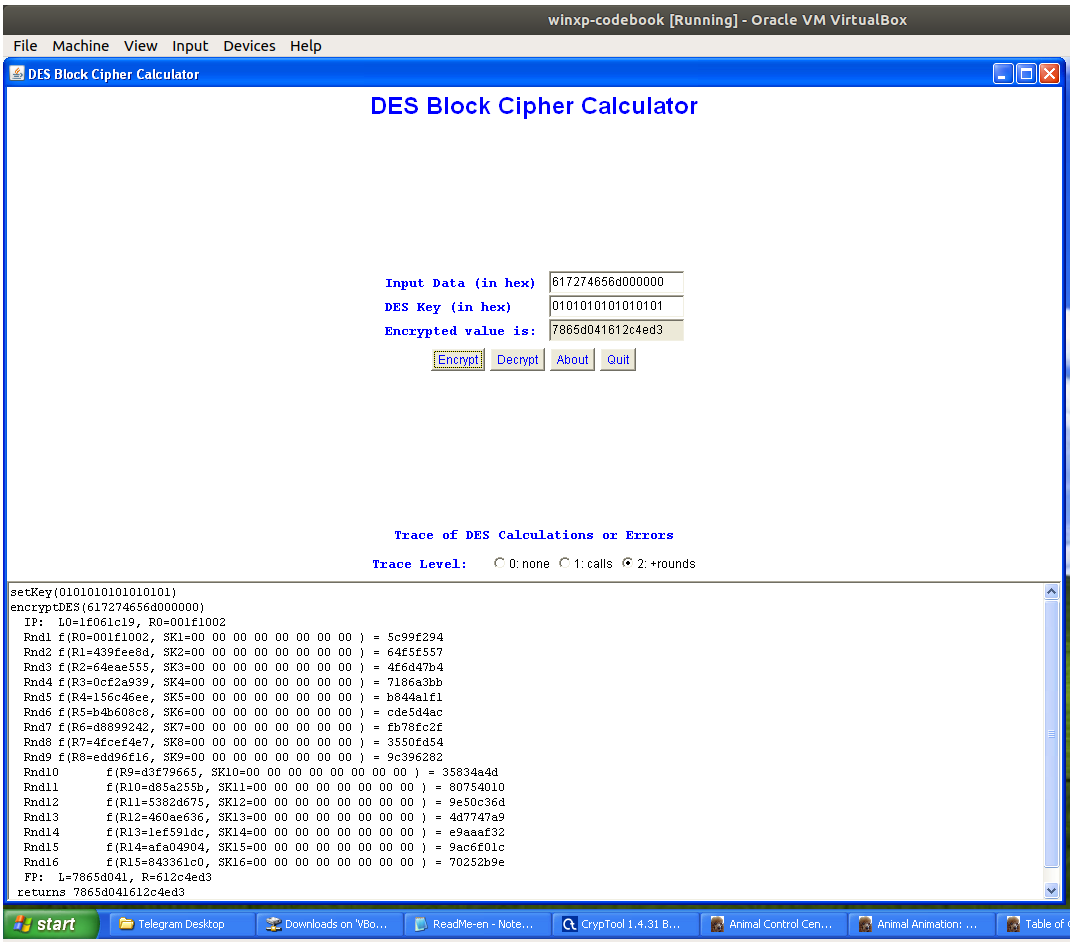 winxp-codebook [Running] - Oracle VM VirtualBox
File Machine View Input Devices Help
DES Block Cipher Calculator
DES Block Cipher Calculator
Input Data (in hex) 617274656d000000
DES Key (in hex) 0101010101010101
Encrypted value is: 7865d041612c4ed3
Encrypt Decrypt About Quit
Trace of DES Calculations or Errors
Trace Level: 0: none 1: calls 2: +rounds
setKey(0101010101010101)
encryptDES(617274656d000000)
IP: L0=1f061c19, R0=001f1002
Rnd1 f(R0=001f1002, SK1=00 00 00 00 00 00 00 00 ) = 5c99f294
Rnd2 f(R1=439fee8d, SK2=00 00 00 00 00 00 00 00 ) = 64f5f557
Rnd3 f(R2=64eae555, SK3=00 00 00 00 00 00 00 00 ) = 4f6d47b4
Rnd4 f(R3=0cf2a939, SK4=00 00 00 00 00 00 00 00 ) = 7186a3bb
Rnd5 f(R4=156c46ee, SK5=00 00 00 00 00 00 00 00 ) = b844a1f1
Rnd6 f(R5=b4b608c8, SK6=00 00 00 00 00 00 00 00 ) = cde5d4ac
Rnd7 f(R6=d8899242, SK7=00 00 00 00 00 00 00 00 ) = fb78fc2f
Rnd8 f(R7=4fcef4e7, SK8=00 00 00 00 00 00 00 00 ) = 3550fd54
Rnd9 f(R8=edd96f16, SK9=00 00 00 00 00 00 00 00 ) = 9c396282
Rnd10 f(R9=d3f79665, SK10=00 00 00 00 00 00 00 00 ) = 35834a4d
Rnd11 f(R10=d85a255b, SK11=00 00 00 00 00 00 00 00 ) = 80754010
Rnd12 f(R11=5382d675, SK12=00 00 00 00 00 00 00 00 ) = 9e50c36d
Rnd13 f(R12=460ae636, SK13=00 00 00 00 00 00 00 00 ) = 4d7747a9
Rnd14 f(R13=1ef591dc, SK14=00 00 00 00 00 00 00 00 ) = e9aaaf32
Rnd15 f(R14=afa04904, SK15=00 00 00 00 00 00 00 00 ) = 9ac6f01c
Rnd16 f(R15=843361c0, SK16=00 00 00 00 00 00 00 00 ) = 70252b9e
FP: L=7865d041, R=612c4ed3
returns 7865d041612c4ed3
start Telegram Desktop Downloads on 'VBo... ReadMe-en - Note... CrypTool 1.4.31 B... Animal Control Cen... Animal Animation: ... Table of